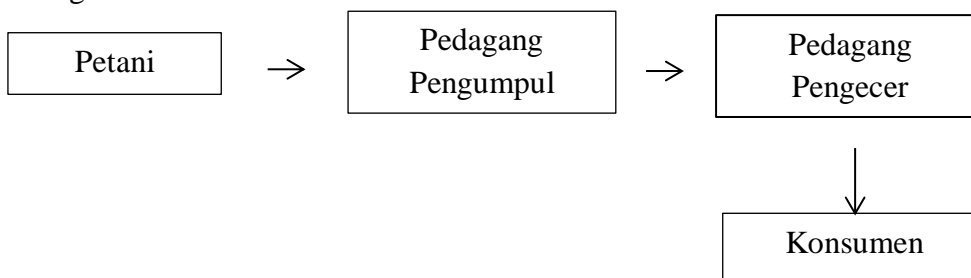 Petani
Pedagang
Pengumpul
Pedagang
Pengecer
Konsumen